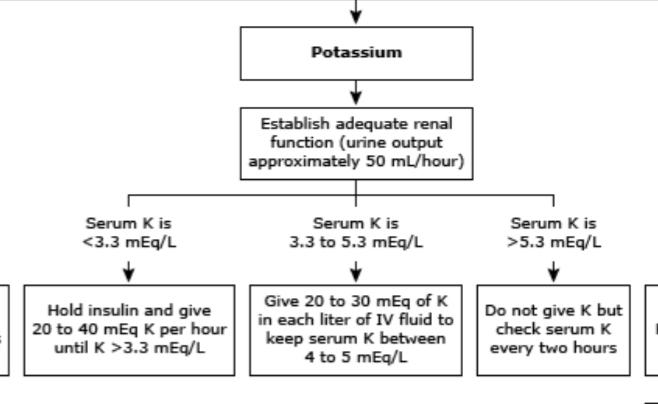 Potassium
Establish adequate renal
function (urine output
approximately 50 mL/hour)
Serum K is
<3.3 mEq/L
Serum K is
3.3 to 5.3 mEq/L
Serum K is
>5.3 mEq/L
Hold insulin and give
20 to 40 mEq K per hour
until K >3.3 mEq/L
Give 20 to 30 mEq of K
in each liter of IV fluid to
keep serum K between
4 to 5 mEq/L
Do not give K but
check serum K
every two hours